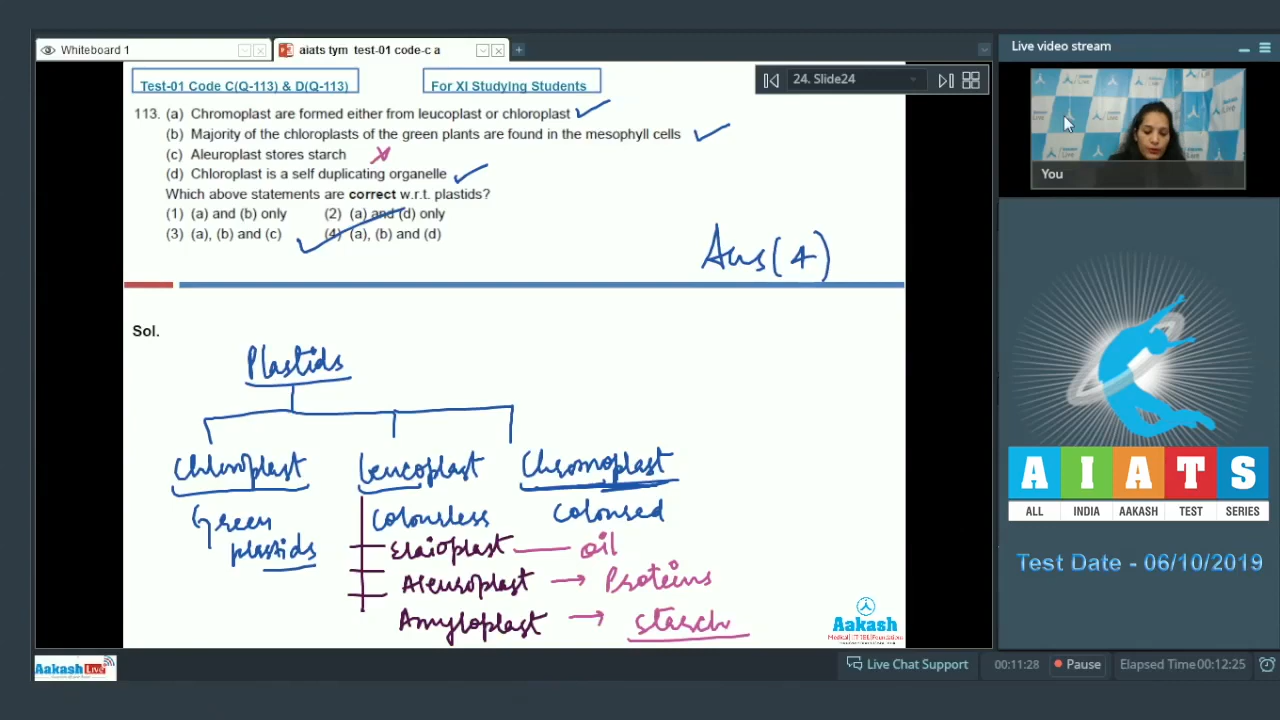 Whiteboard 1
aiats tym test-01 code-c a
Live video stream
Test-01 Code C(Q-113) & D(Q-113)
For XI Studying Students
24. Slide24
113. (a) Chromoplast are formed either from leucoplast or chloroplast
(b) Majority of the chloroplasts of the green plants are found in the mesophyll cells
(c) Aleuroplast stores starch
(d) Chloroplast is a self duplicating organelle
Which above statements are correct w.r.t. plastids?
(1) (a) and (b) only (2) (a) and (d) only
(3) (a), (b) and (c) (4) (a), (b) and (d)
Ans (4)
You
Sol.
Plastids
Chloroplast Leucoplast Chromoplast
Green plastids
Colourless
Coloured
Elaioplast oil
Aleuroplast → Proteins
Amyloplast → starch
A I A T S
ALL INDIA AAKASH TEST SERIES
Test Date - 06/10/2019
Aakash
Medical|IIT-JEE|Foundations
Aakash Live
Live Chat Support
00:11:28
Pause
Elapsed Time 00:12:25